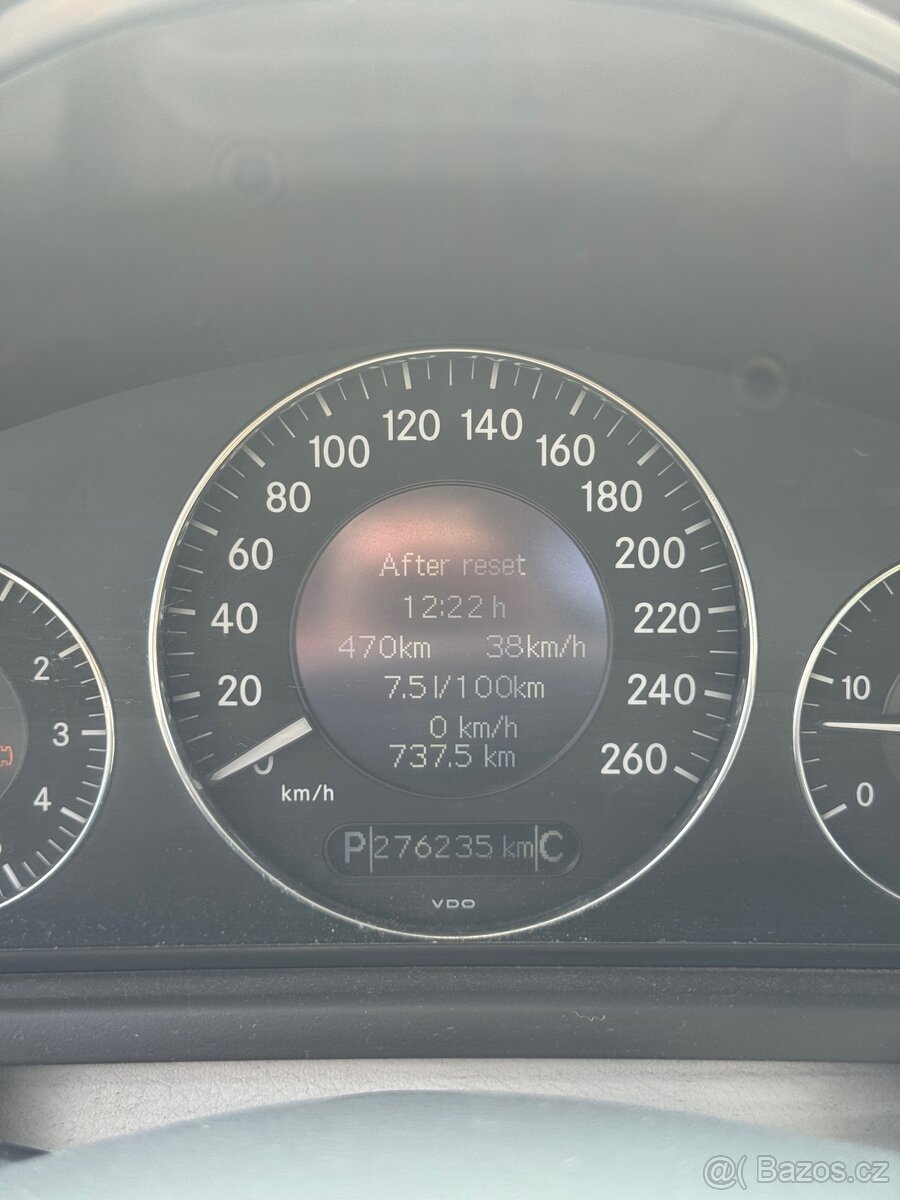 120 140
100 160
80 180
After reset
60 200
12:22 h
40 220
470km 38km/h
2
20 7.5 l/100km 240 10
3 0 km/h
0 737.5 km 260
4 km/h 0
P 276235 km C
VDO
@( Bazos.cz